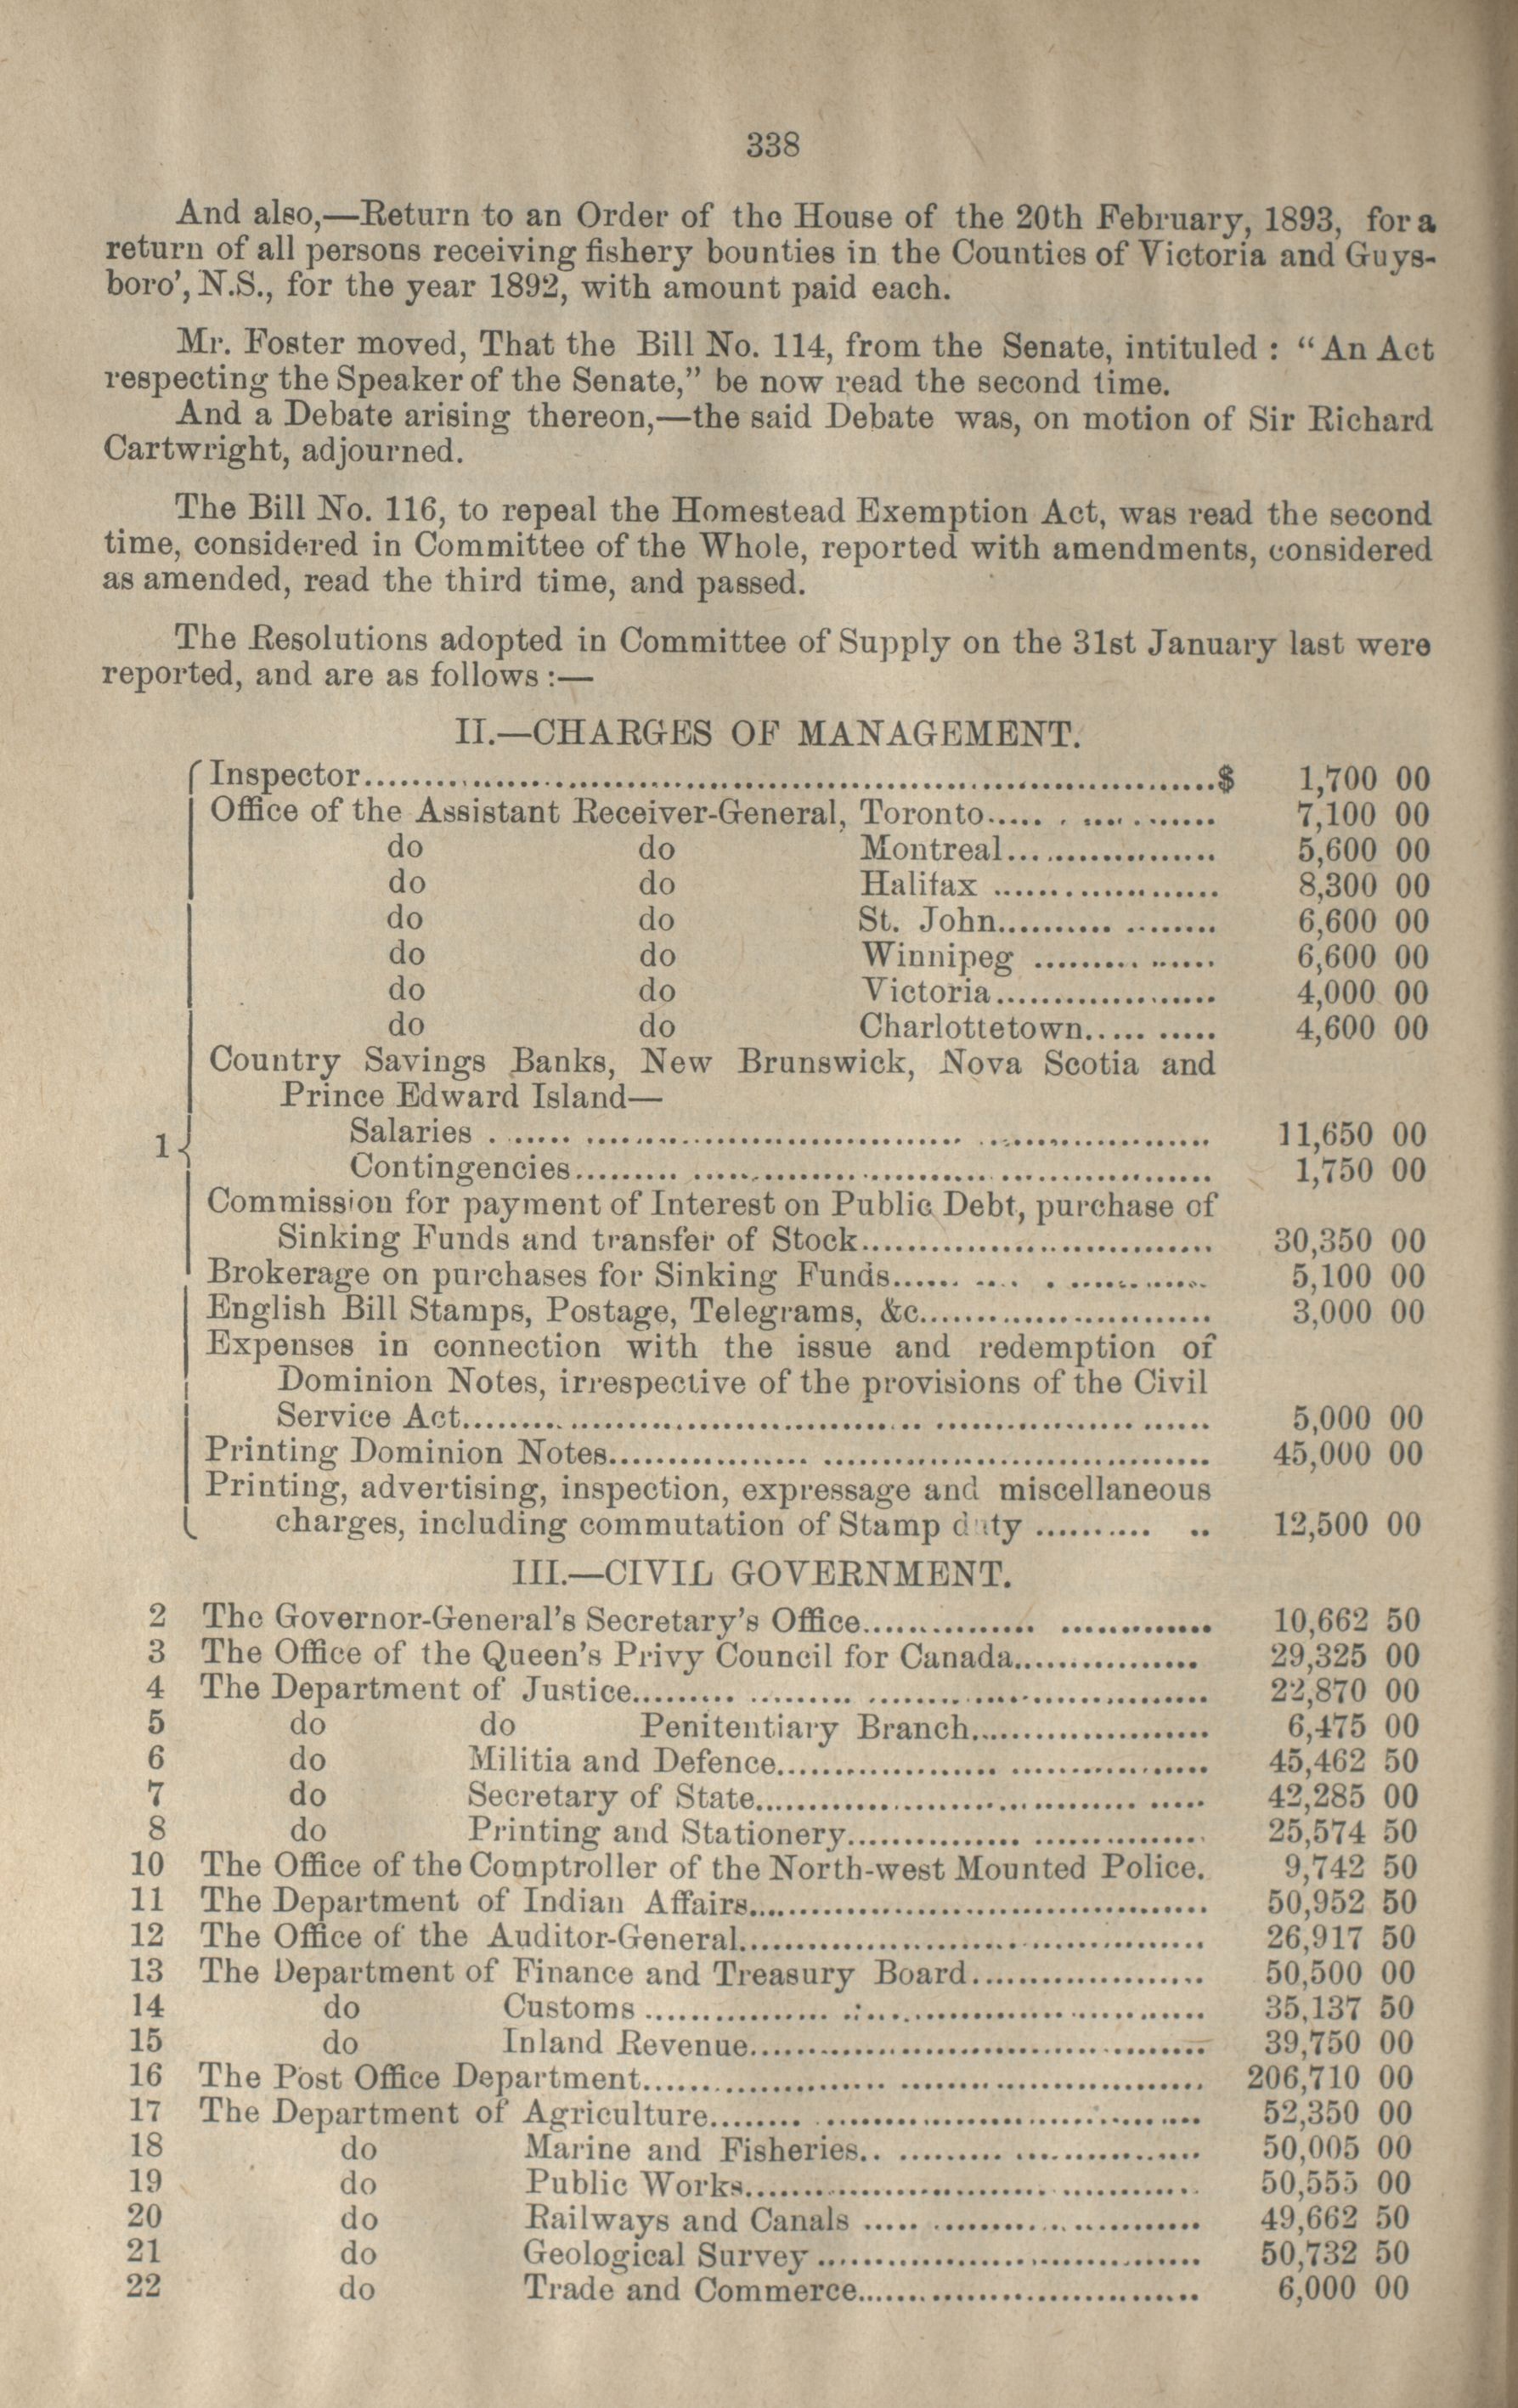 338
And also,—Return to an Order of the House of the 20th February, 1893, for a
return of all persons receiving fishery bounties in the Counties of Victoria and Guys-
boro', N.S., for the year 1892, with amount paid each.
Mr. Foster moved, That the Bill No. 114, from the Senate, intituled : "An Act
respecting the Speaker of the Senate," be now read the second time.
And a Debate arising thereon,—the said Debate was, on motion of Sir Richard
Cartwright, adjourned.
The Bill No. 116, to repeal the Homestead Exemption Act, was read the second
time, considered in Committee of the Whole, reported with amendments, considered
as amended, read the third time, and passed.
The Resolutions adopted in Committee of Supply on the 31st January last were
reported, and are as follows :—
II.—CHARGES OF MANAGEMENT.
Inspector........................$ 1,700 00
Office of the Assistant Receiver-General, Toronto............ 7,100 00
do do Montreal............ 5,600 00
do do Halifax ............ 8,300 00
do do St. John............ 6,600 00
do do Winnipeg ............ 6,600 00
do do Victoria............ 4,000 00
do do Charlottetown............ 4,600 00
Country Savings Banks, New Brunswick, Nova Scotia and
Prince Edward Island—
1 Salaries ........................ 11,650 00
Contingencies........................ 1,750 00
Commission for payment of Interest on Public Debt, purchase of
Sinking Funds and transfer of Stock............ 30,350 00
Brokerage on purchases for Sinking Funds............ 5,100 00
English Bill Stamps, Postage, Telegrams, &c............ 3,000 00
Expenses in connection with the issue and redemption of
Dominion Notes, irrespective of the provisions of the Civil
Service Act........................ 5,000 00
Printing Dominion Notes........................ 45,000 00
Printing, advertising, inspection, expressage and miscellaneous
charges, including commutation of Stamp duty ............ 12,500 00
III.—CIVIL GOVERNMENT.
2 The Governor-General's Secretary's Office............ 10,662 50
3 The Office of the Queen's Privy Council for Canada............ 29,325 00
4 The Department of Justice............ 22,870 00
5 do do Penitentiary Branch............ 6,475 00
6 do Militia and Defence............ 45,462 50
7 do Secretary of State............ 42,285 00
8 do Printing and Stationery............ 25,574 50
10 The Office of the Comptroller of the North-west Mounted Police. 9,742 50
11 The Department of Indian Affairs............ 50,952 50
12 The Office of the Auditor-General............ 26,917 50
13 The Department of Finance and Treasury Board............ 50,500 00
14 do Customs ............ 35,137 50
15 do Inland Revenue............ 39,750 00
16 The Post Office Department............ 206,710 00
17 The Department of Agriculture............ 52,350 00
18 do Marine and Fisheries............ 50,005 00
19 do Public Works............ 50,555 00
20 do Railways and Canals ............ 49,662 50
21 do Geological Survey ............ 50,732 50
22 do Trade and Commerce............ 6,000 00